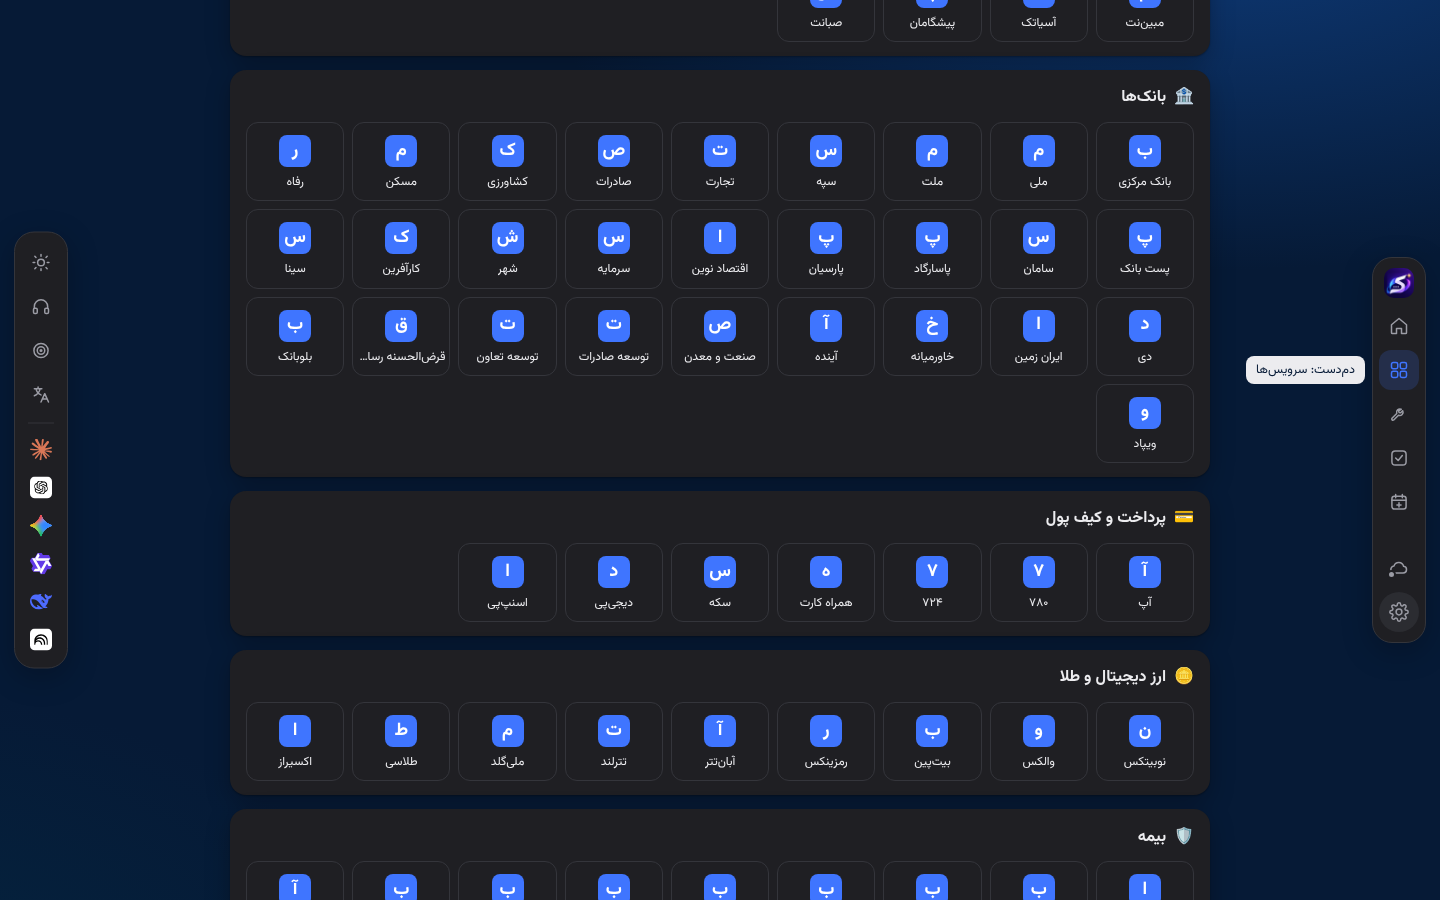 مبین‌نت
آسیاتک
پیشگامان
صبانت
بانک‌ها
ب م م س ت ص ک م ر
بانک مرکزی
ملی
ملت
سپه
تجارت
صادرات
کشاورزی
مسکن
رفاه
پ س پ پ ا س ش ک س
پست بانک
سامان
پاسارگاد
پارسیان
اقتصاد نوین
سرمایه
شهر
کارآفرین
سینا
د ا خ آ ص ت ت ق ب
دی
ایران زمین
خاورمیانه
آینده
صنعت و معدن
توسعه صادرات
توسعه تعاون
قرض‌الحسنه رسا...
بلوبانک
و
ویپاد
دم‌دست: سرویس‌ها
پرداخت و کیف پول
آ ۷ ۷ ه س د ا
آپ
۷۸۰
۷۲۴
همراه کارت
سکه
دیجی‌پی
اسنپ‌پی
ارز دیجیتال و طلا
ن و ب ر آ ت م ط ا
نوبیتکس
والکس
بیت‌پین
رمزینکس
آبان‌تتر
تترلند
ملی‌گلد
طلاسی
اکسیراز
بیمه
ا ب ب ب ب ب ب ب آ